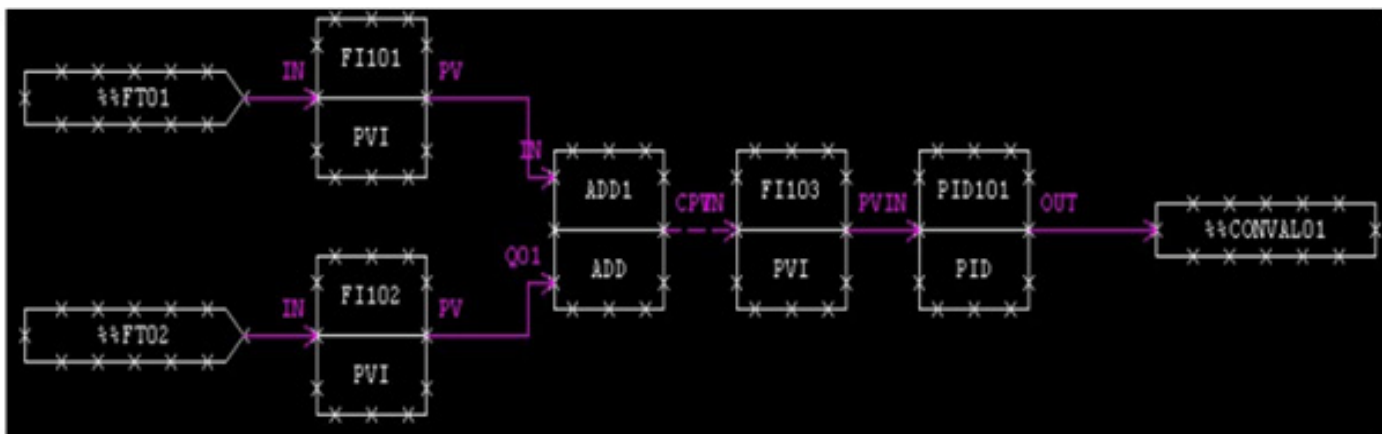 FI101
IN
PV
%%FT01
PVI
IN
ADD1
FI103
PID101
PVIN
OUT
%%CONVAL01
Q01
ADD
PVI
PID
FI102
IN
PV
%%FT02
PVI